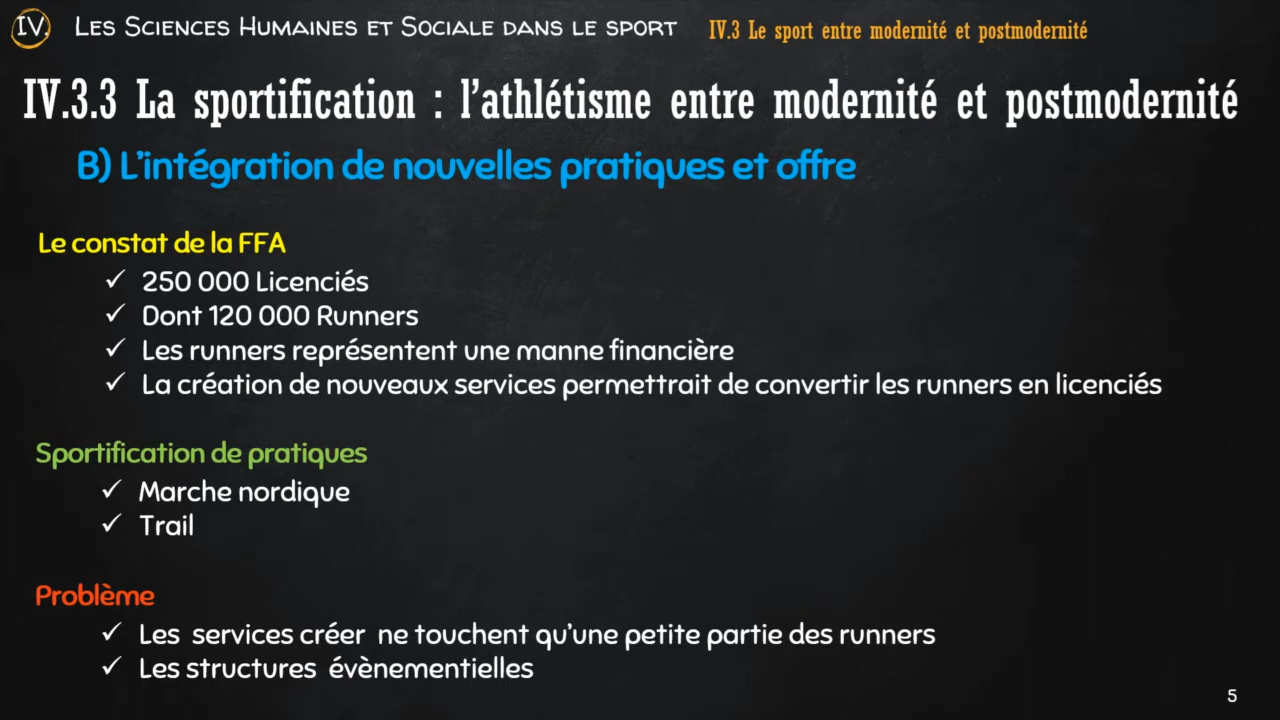 IV. Les Sciences Humaines et Sociale dans le sport IV.3 Le sport entre modernité et postmodernité
IV.3.3 La sportification : l'athlétisme entre modernité et postmodernité
B) L'intégration de nouvelles pratiques et offre
Le constat de la FFA
✓ 250 000 Licenciés
✓ Dont 120 000 Runners
✓ Les runners représentent une manne financière
✓ La création de nouveaux services permettrait de convertir les runners en licenciés
Sportification de pratiques
✓ Marche nordique
✓ Trail
Problème
✓ Les services créer ne touchent qu'une petite partie des runners
✓ Les structures évènementielles
5